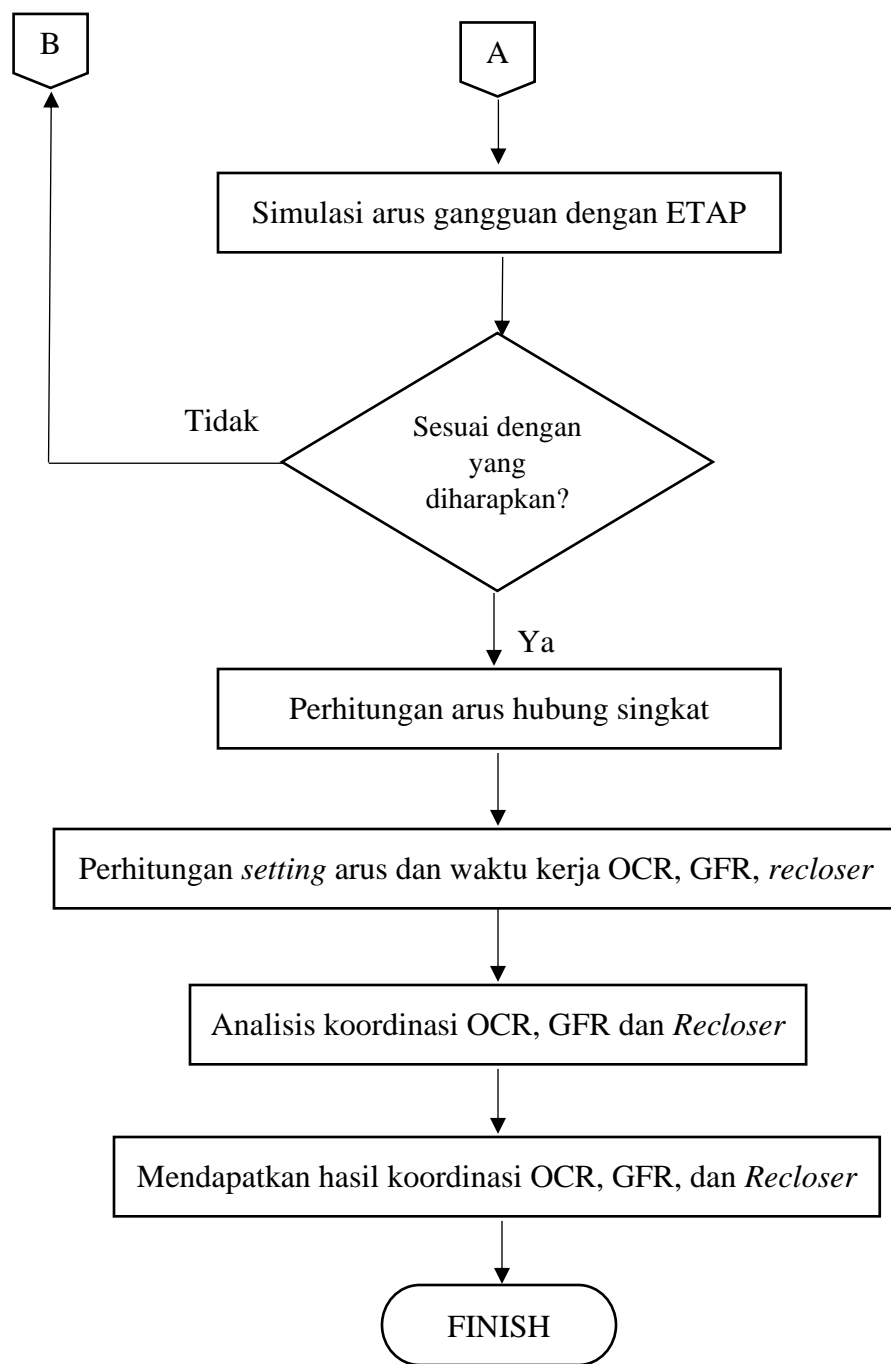 B
A
Simulasi arus gangguan dengan ETAP
Tidak
Sesuai dengan
yang
diharapkan?
Ya
Perhitungan arus hubung singkat
Perhitungan setting arus dan waktu kerja OCR, GFR, recloser
Analisis koordinasi OCR, GFR dan Recloser
Mendapatkan hasil koordinasi OCR, GFR, dan Recloser
FINISH